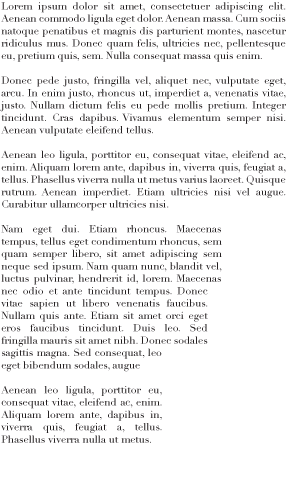 Lorem ipsum dolor sit amet, consectetuer adipiscing elit.
Aenean commodo ligula eget dolor. Aenean massa. Cum sociis
natoque penatibus et magnis dis parturient montes, nascetur
ridiculus mus. Donec quam felis, ultricies nec, pellentesque
eu, pretium quis, sem. Nulla consequat massa quis enim.

Donec pede justo, fringilla vel, aliquet nec, vulputate eget,
arcu. In enim justo, rhoncus ut, imperdiet a, venenatis vitae,
justo. Nullam dictum felis eu pede mollis pretium. Integer
tincidunt. Cras dapibus. Vivamus elementum semper nisi.
Aenean vulputate eleifend tellus.

Aenean leo ligula, porttitor eu, consequat vitae, eleifend ac,
enim. Aliquam lorem ante, dapibus in, viverra quis, feugiat a,
tellus. Phasellus viverra nulla ut metus varius laoreet. Quisque
rutrum. Aenean imperdiet. Etiam ultricies nisi vel augue.
Curabitur ullamcorper ultricies nisi.

Nam eget dui. Etiam rhoncus. Maecenas
tempus, tellus eget condimentum rhoncus, sem
quam semper libero, sit amet adipiscing sem
neque sed ipsum. Nam quam nunc, blandit vel,
luctus pulvinar, hendrerit id, lorem. Maecenas
nec odio et ante tincidunt tempus. Donec
vitae sapien ut libero venenatis faucibus.
Nullam quis ante. Etiam sit amet orci eget
eros faucibus tincidunt. Duis leo. Sed
fringilla mauris sit amet nibh. Donec sodales
sagittis magna. Sed consequat, leo
eget bibendum sodales, augue

Aenean leo ligula, porttitor eu,
consequat vitae, eleifend ac, enim.
Aliquam lorem ante, dapibus in,
viverra quis, feugiat a, tellus.
Phasellus viverra nulla ut metus.